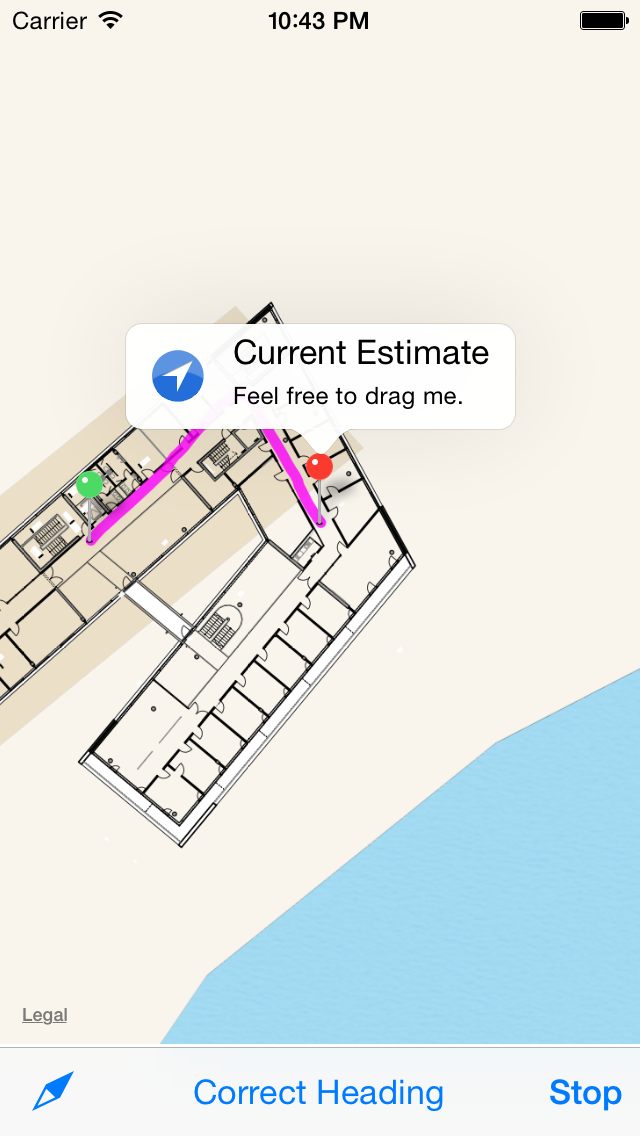 Carrier 10:43 PM
Current Estimate
Feel free to drag me.
Legal
Correct Heading Stop